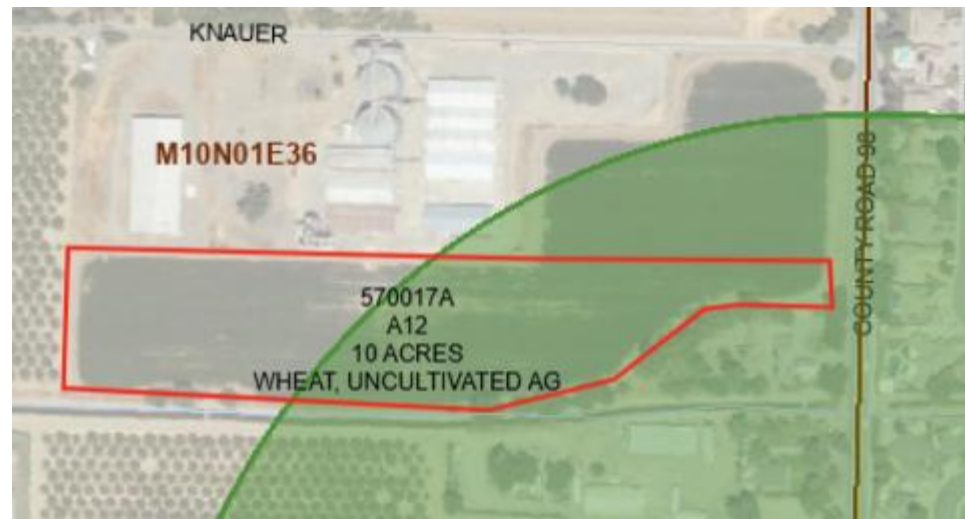 KNAUER
M10N01E36
COUNTY ROAD 98
570017A
A12
10 ACRES
WHEAT, UNCULTIVATED AG